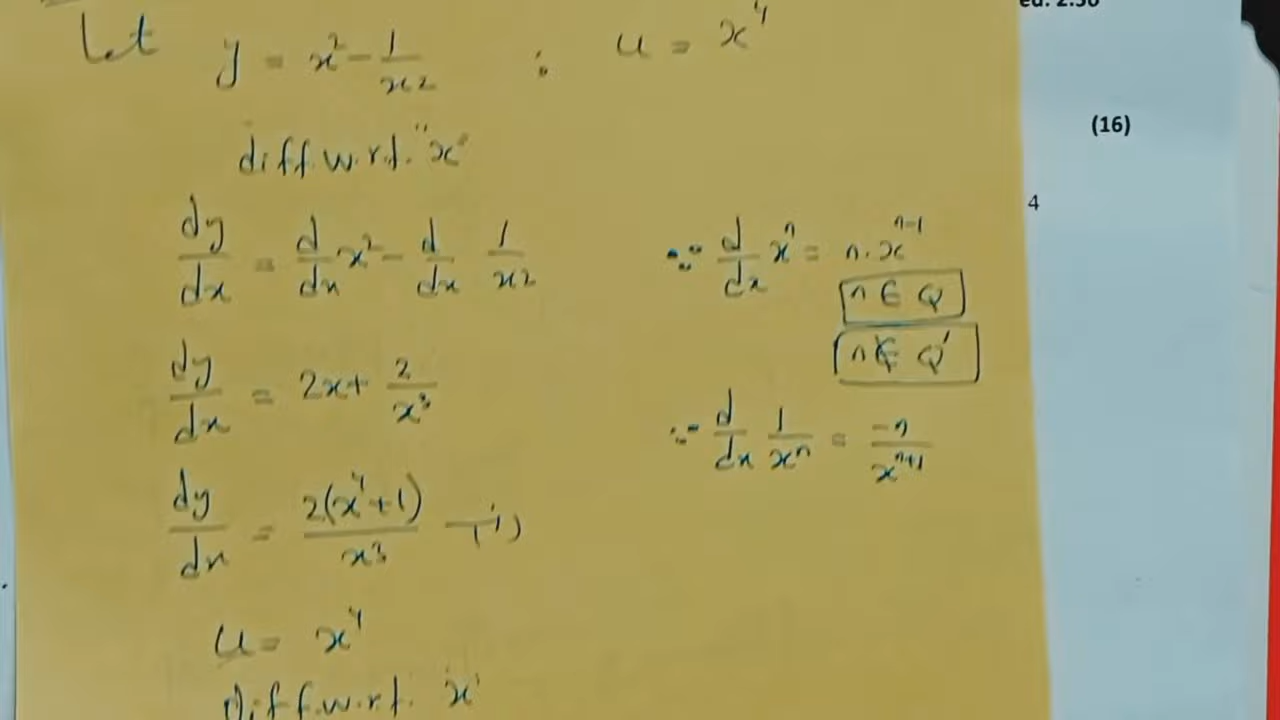 ed: 2:30
Let y = x² - 1/x2 ; u = x⁴
(16)
diff.w.r.t. "x"
4
dy/dx = d/dx x² - d/dx 1/x2 ∵ d/dx xⁿ = n.xⁿ⁻¹
n ∈ Q
dy/dx = 2x + 2/x³
∵ d/dx 1/xⁿ = -n/xⁿ⁺¹
dy/dx = 2(x⁴+1)/x³ —(i)
u = x⁴
diff.w.r.t. x